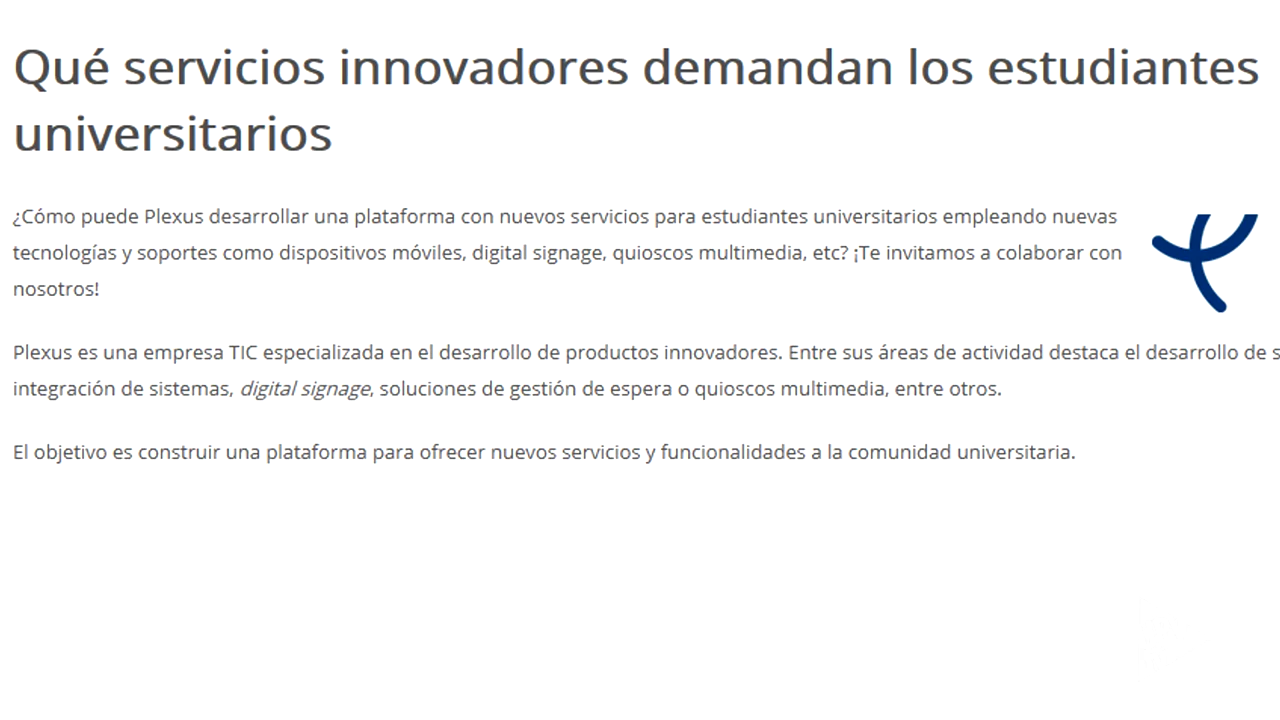 Qué servicios innovadores demandan los estudiantes
universitarios
¿Cómo puede Plexus desarrollar una plataforma con nuevos servicios para estudiantes universitarios empleando nuevas
tecnologías y soportes como dispositivos móviles, digital signage, quioscos multimedia, etc? ¡Te invitamos a colaborar con
nosotros!
Plexus es una empresa TIC especializada en el desarrollo de productos innovadores. Entre sus áreas de actividad destaca el desarrollo de
integración de sistemas, digital signage, soluciones de gestión de espera o quioscos multimedia, entre otros.
El objetivo es construir una plataforma para ofrecer nuevos servicios y funcionalidades a la comunidad universitaria.